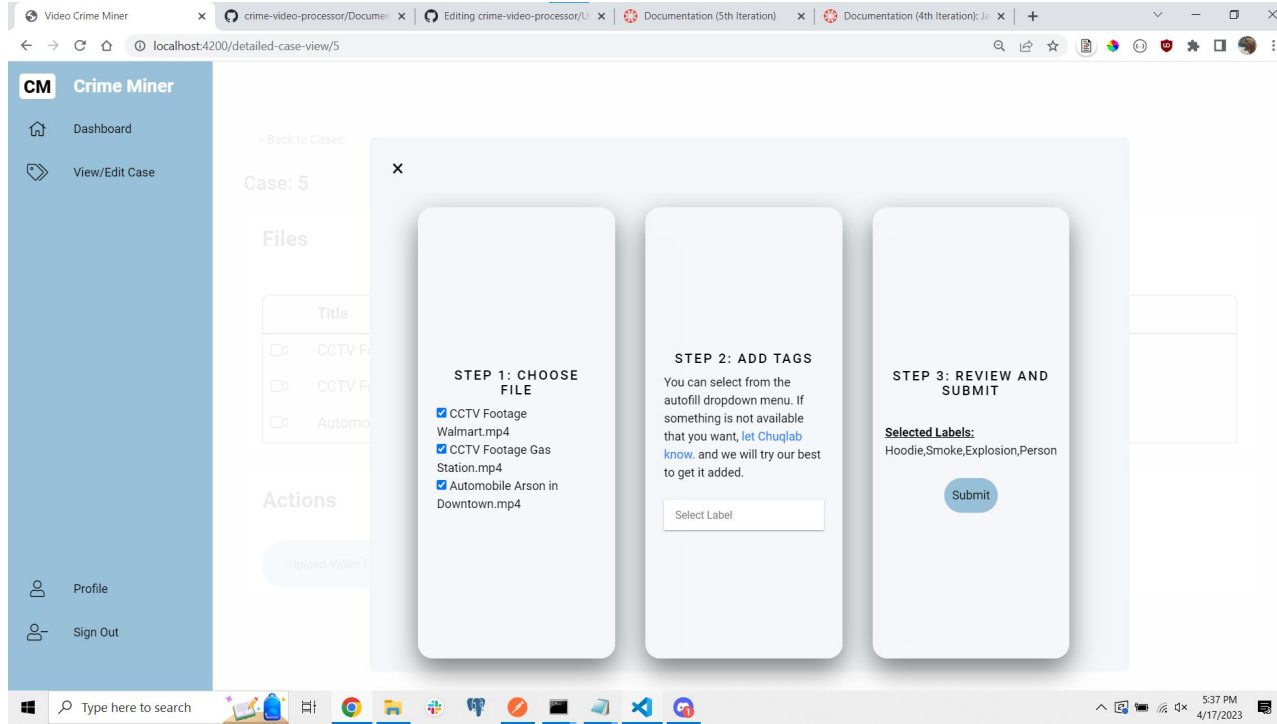 Video Crime Miner
crime-video-processor/Documen
Editing crime-video-processor/U
Documentation (5th Iteration)
Documentation (4th Iteration): Ja
localhost:4200/detailed-case-view/5
CM
Crime Miner
Dashboard
View/Edit Case
Profile
Sign Out
< Back to Cases
Case: 5
Files
Title
CCTV Fo
CCTV Fo
Automo
Actions
Upload Video F
×
STEP 1: CHOOSE
FILE
CCTV Footage
Walmart.mp4
CCTV Footage Gas
Station.mp4
Automobile Arson in
Downtown.mp4
STEP 2: ADD TAGS
You can select from the
autofill dropdown menu. If
something is not available
that you want, let Chuqlab
know. and we will try our best
to get it added.
Select Label
STEP 3: REVIEW AND
SUBMIT
Selected Labels:
Hoodie,Smoke,Explosion,Person
Submit
Type here to search
5:37 PM
4/17/2023